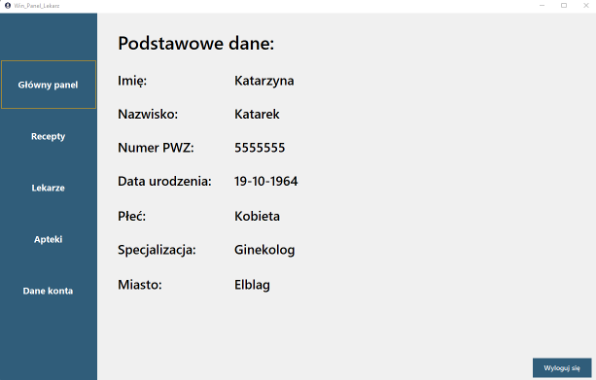 Win_Panel_Lekarz
Podstawowe dane:
Główny panel
Imię: Katarzyna
Nazwisko: Katarek
Recepty
Numer PWZ: 5555555
Data urodzenia: 19-10-1964
Lekarze
Płeć: Kobieta
Apteki
Specjalizacja: Ginekolog
Miasto: Elblag
Dane konta
Wyloguj się